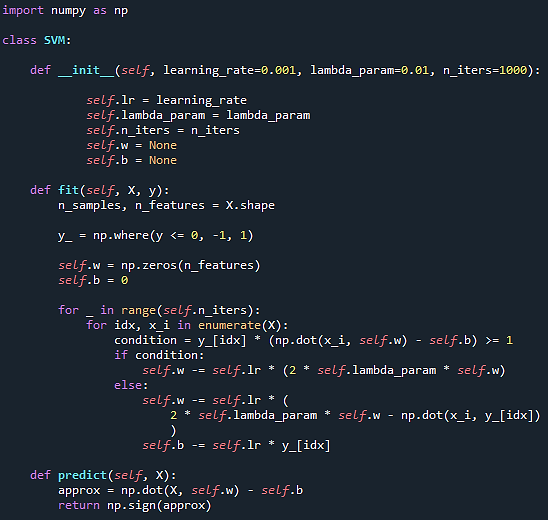 import numpy as np
class SVM:
def __init__(self, learning_rate=0.001, lambda_param=0.01, n_iters=1000):
self.lr = learning_rate
self.lambda_param = lambda_param
self.n_iters = n_iters
self.w = None
self.b = None
def fit(self, X, y):
n_samples, n_features = X.shape
y_ = np.where(y <= 0, -1, 1)
self.w = np.zeros(n_features)
self.b = 0
for _ in range(self.n_iters):
for idx, x_i in enumerate(X):
condition = y_[idx] * (np.dot(x_i, self.w) - self.b) >= 1
if condition:
self.w -= self.lr * (2 * self.lambda_param * self.w)
else:
self.w -= self.lr * (
2 * self.lambda_param * self.w - np.dot(x_i, y_[idx])
)
self.b -= self.lr * y_[idx]
def predict(self, X):
approx = np.dot(X, self.w) - self.b
return np.sign(approx)